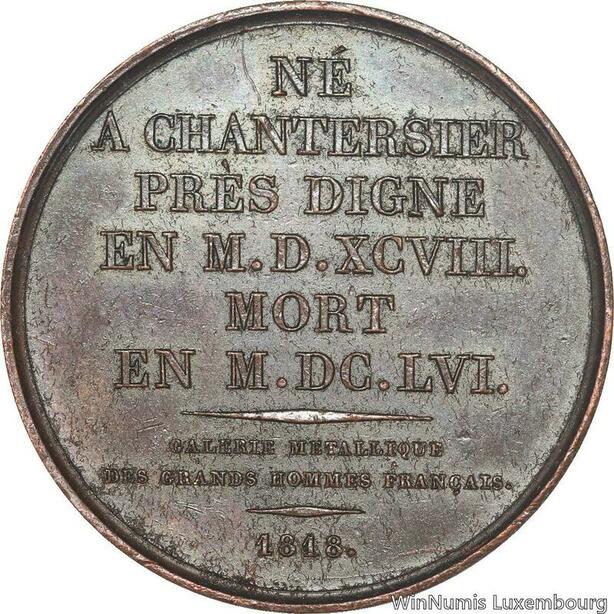 NÉ
A CHANTERSIER
PRÈS DIGNE
EN M.D.XCVIII.
MORT
EN M.DC.LVI.
GALERIE METALLIQUE
DES GRANDS HOMMES FRANÇAIS.
1818.
WinNumis Luxembourg